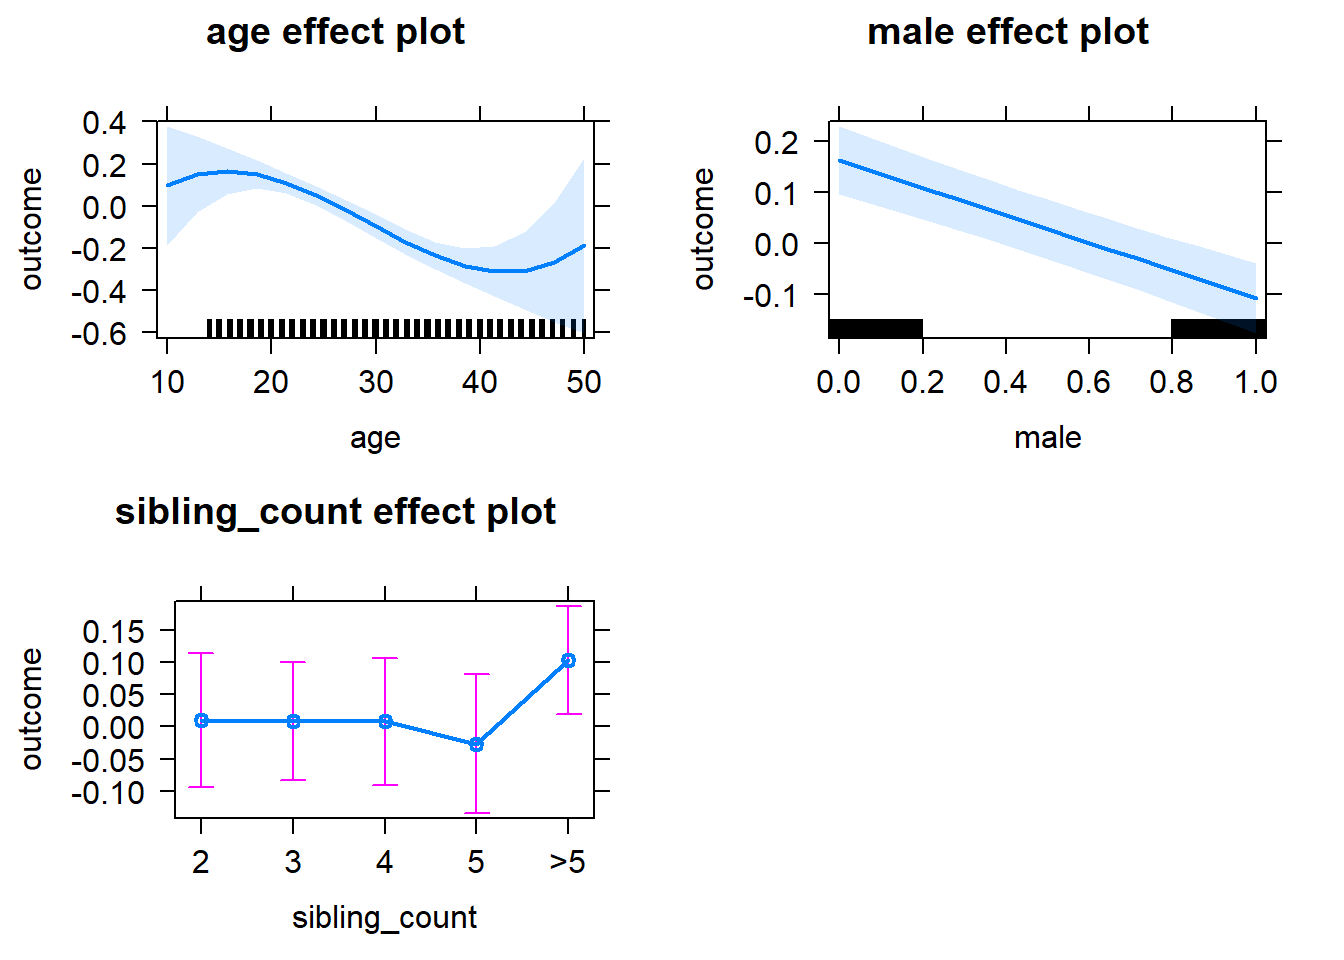 age effect plot
outcome
0.4
0.2
0.0
-0.2
-0.4
-0.6
10 20 30 40 50
age
male effect plot
outcome
0.2
0.1
0.0
-0.1
0.0 0.2 0.4 0.6 0.8 1.0
male
sibling_count effect plot
outcome
0.15
0.10
0.05
0.00
-0.05
-0.10
2 3 4 5 >5
sibling_count